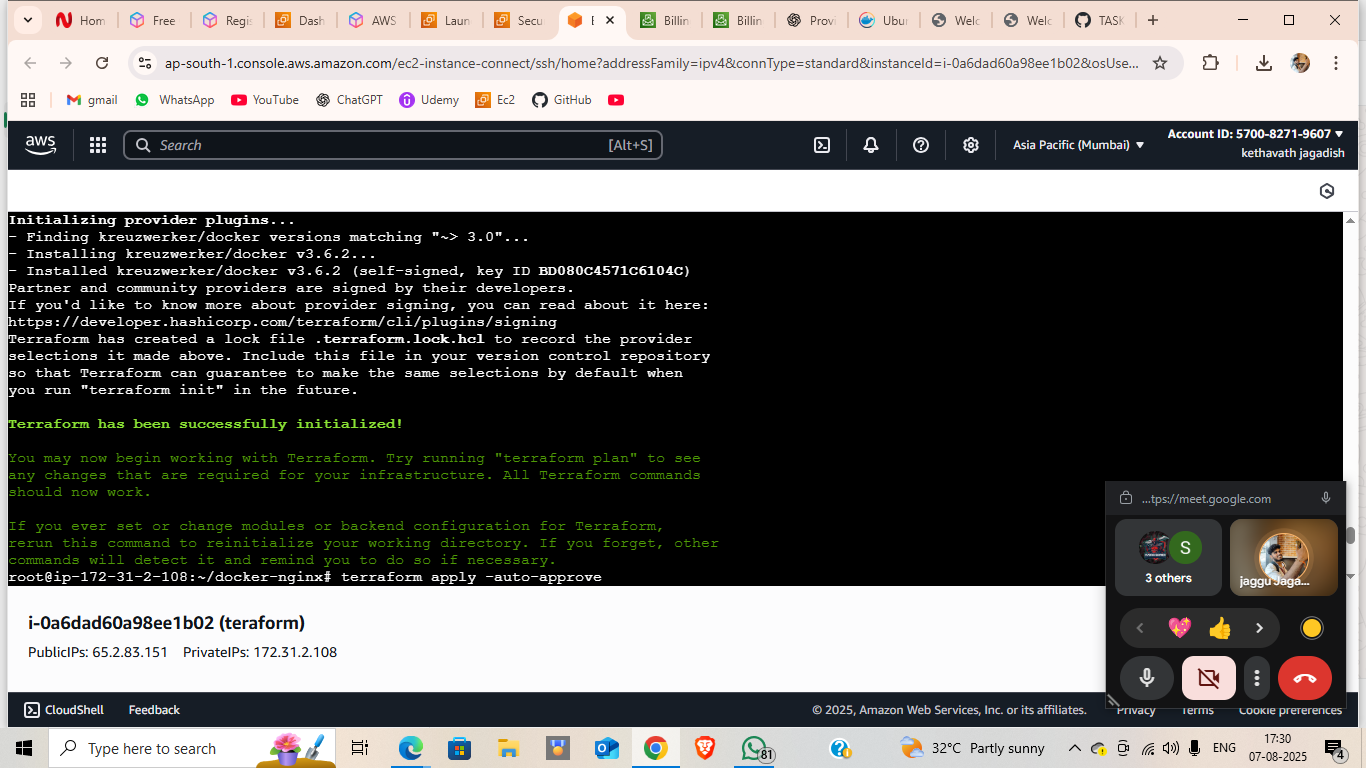 Hom
Free
Regis
Dash
AWS
Laun
Secu
E
Billin
Billin
Provi
Ubun
Welc
Welc
TASK
ap-south-1.console.aws.amazon.com/ec2-instance-connect/ssh/home?addressFamily=ipv4&connType=standard&instanceId=i-0a6dad60a98ee1b02&osUse...
gmail
WhatsApp
YouTube
ChatGPT
Udemy
Ec2
GitHub
aws
Search
[Alt+S]
Asia Pacific (Mumbai)
Account ID: 5700-8271-9607
kethavath jagadish
Initializing provider plugins...
- Finding kreuzwerker/docker versions matching "~> 3.0"...
- Installing kreuzwerker/docker v3.6.2...
- Installed kreuzwerker/docker v3.6.2 (self-signed, key ID BD080C4571C6104C)
Partner and community providers are signed by their developers.
If you'd like to know more about provider signing, you can read about it here:
https://developer.hashicorp.com/terraform/cli/plugins/signing
Terraform has created a lock file .terraform.lock.hcl to record the provider
selections it made above. Include this file in your version control repository
so that Terraform can guarantee to make the same selections by default when
you run "terraform init" in the future.
Terraform has been successfully initialized!
You may now begin working with Terraform. Try running "terraform plan" to see
any changes that are required for your infrastructure. All Terraform commands
should now work.
If you ever set or change modules or backend configuration for Terraform,
rerun this command to reinitialize your working directory. If you forget, other
commands will detect it and remind you to do so if necessary.
root@ip-172-31-2-108:~/docker-nginx# terraform apply -auto-approve
...tps://meet.google.com
S
3 others
jaggu Jaga...
i-0a6dad60a98ee1b02 (teraform)
PublicIPs: 65.2.83.151 PrivateIPs: 172.31.2.108
CloudShell
Feedback
© 2025, Amazon Web Services, Inc. or its affiliates.
Privacy
Terms
Cookie preferences
Type here to search
81
32°C Partly sunny
ENG
17:30
07-08-2025
4